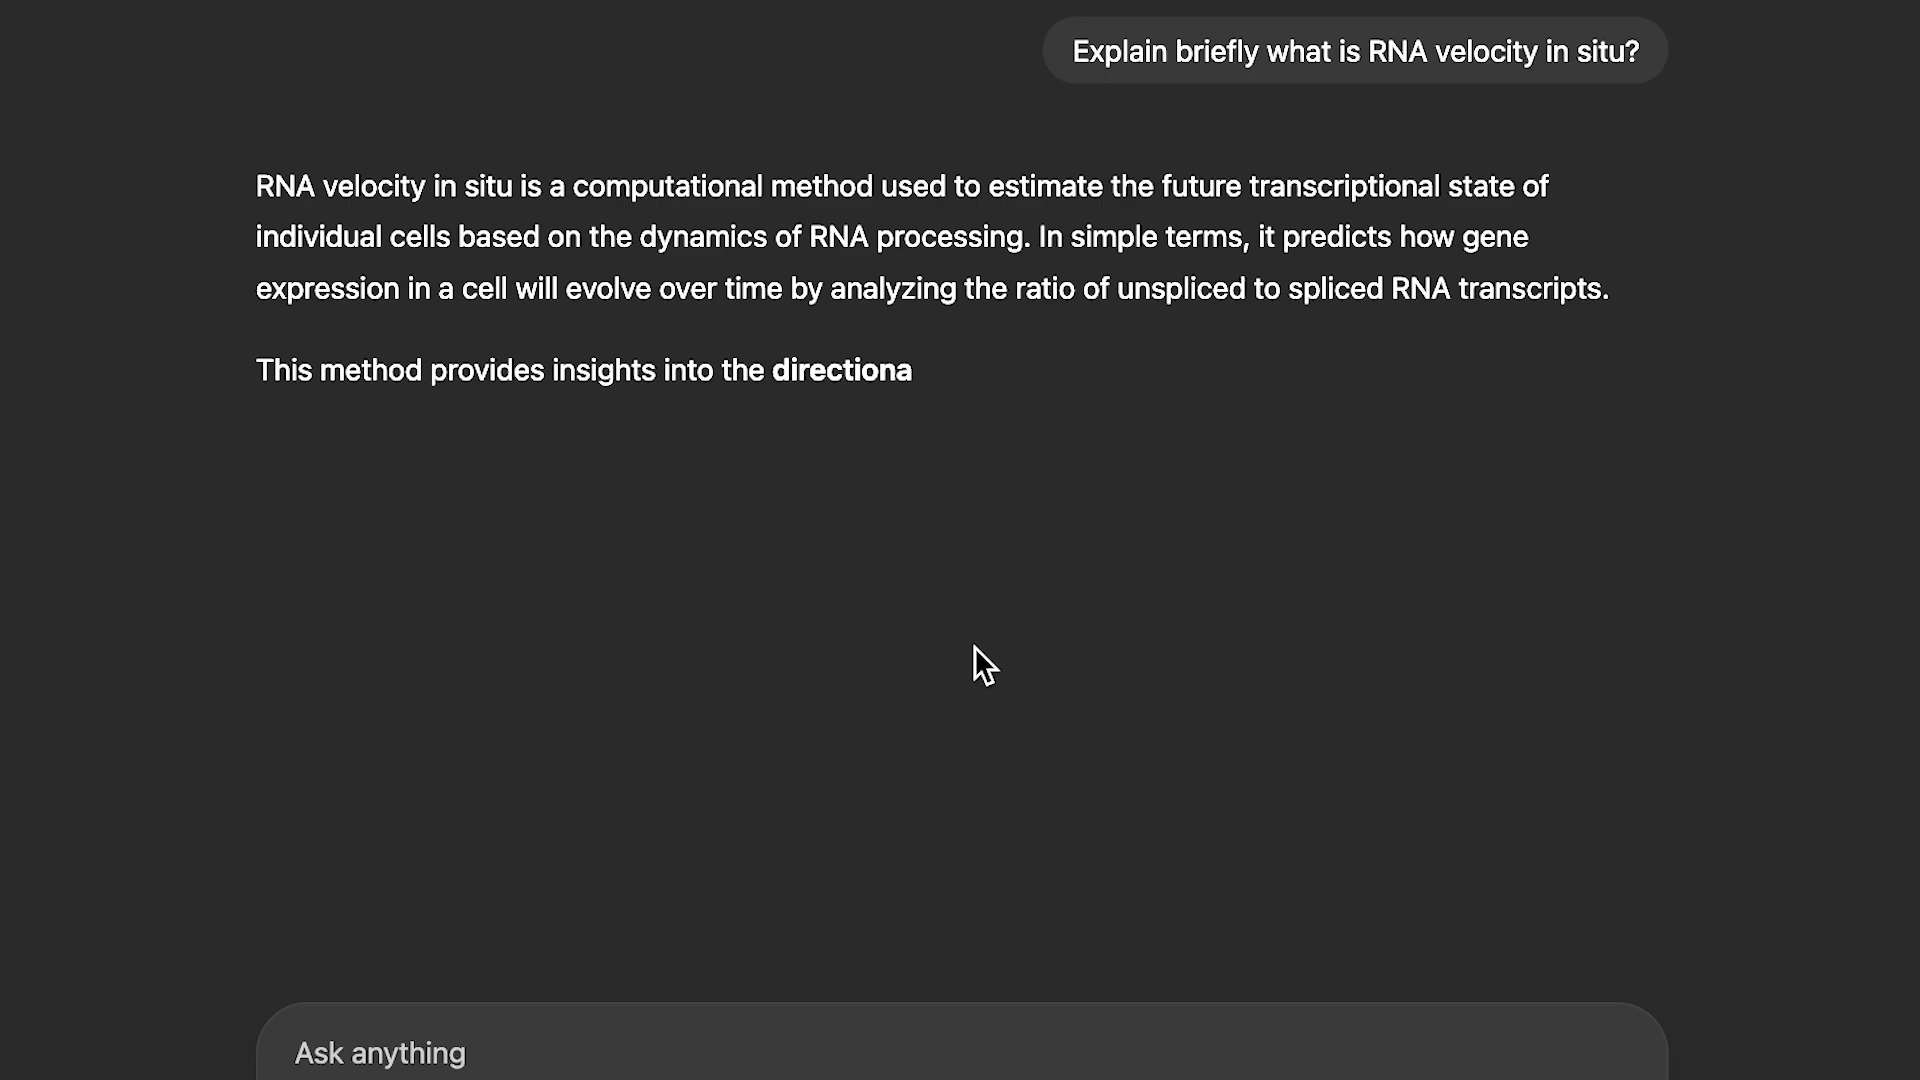 Explain briefly what is RNA velocity in situ?
RNA velocity in situ is a computational method used to estimate the future transcriptional state of
individual cells based on the dynamics of RNA processing. In simple terms, it predicts how gene
expression in a cell will evolve over time by analyzing the ratio of unspliced to spliced RNA transcripts.
This method provides insights into the directiona
Ask anything